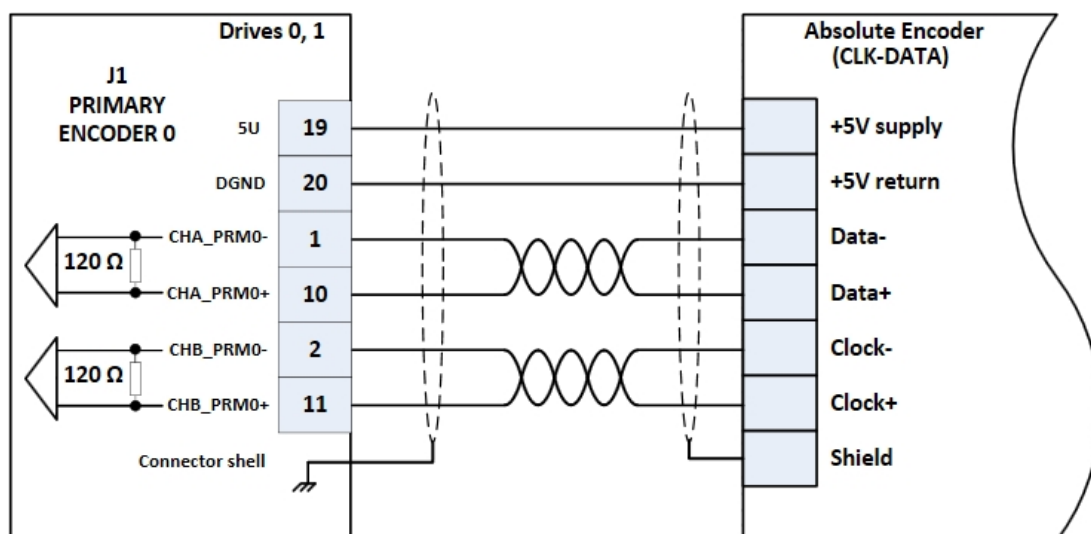 Drives 0, 1
J1
PRIMARY
ENCODER 0
5U 19
DGND 20
CHA_PRM0- 1
120 Ω
CHA_PRM0+ 10
CHB_PRM0- 2
120 Ω
CHB_PRM0+ 11
Connector shell
Absolute Encoder
(CLK-DATA)
+5V supply
+5V return
Data-
Data+
Clock-
Clock+
Shield